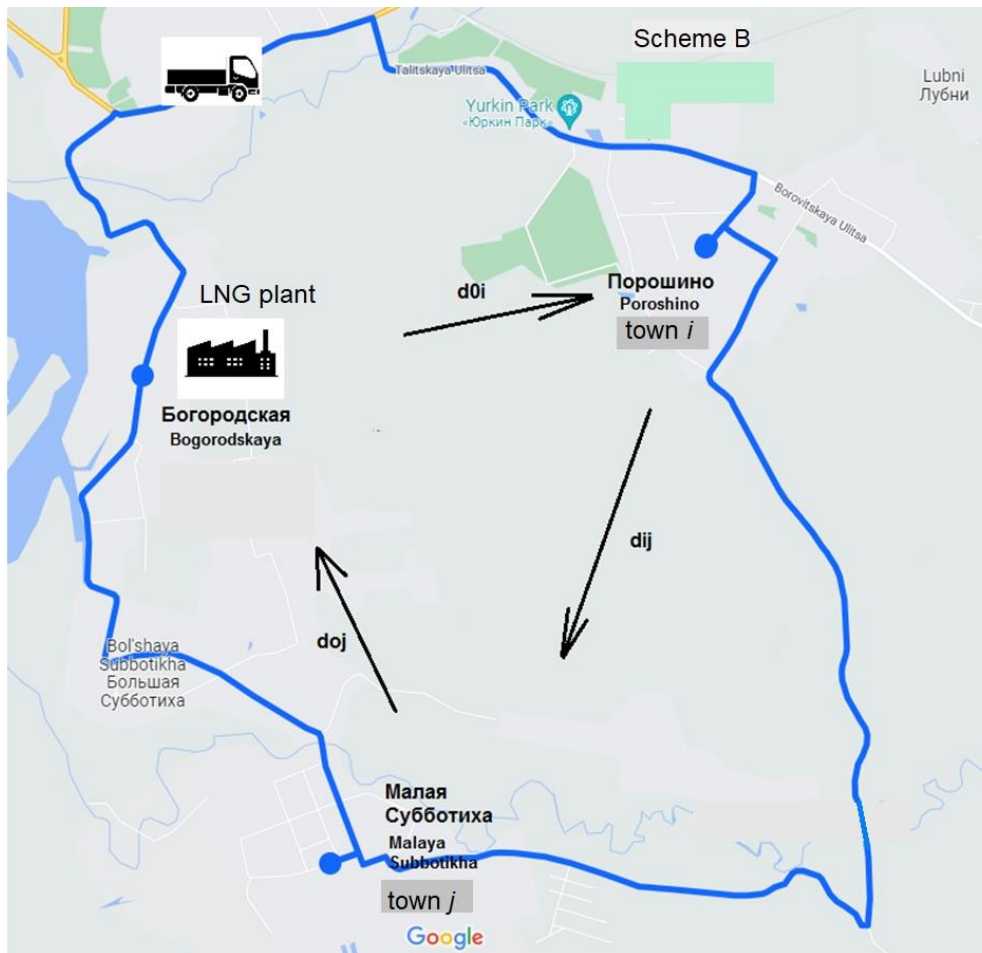 Scheme B
Talitskaya Ulitsa
Lubni
Лубни
Yurkin Park
«Юркин Парк»
Borovitskaya Ulitsa
LNG plant
d0i
Порошино
Poroshino
town i
Богородская
Bogorodskaya
dij
doj
Bol'shaya
Subbotikha
Большая
Субботиха
Малая
Субботиха
Malaya
Subbotikha
town j
Google